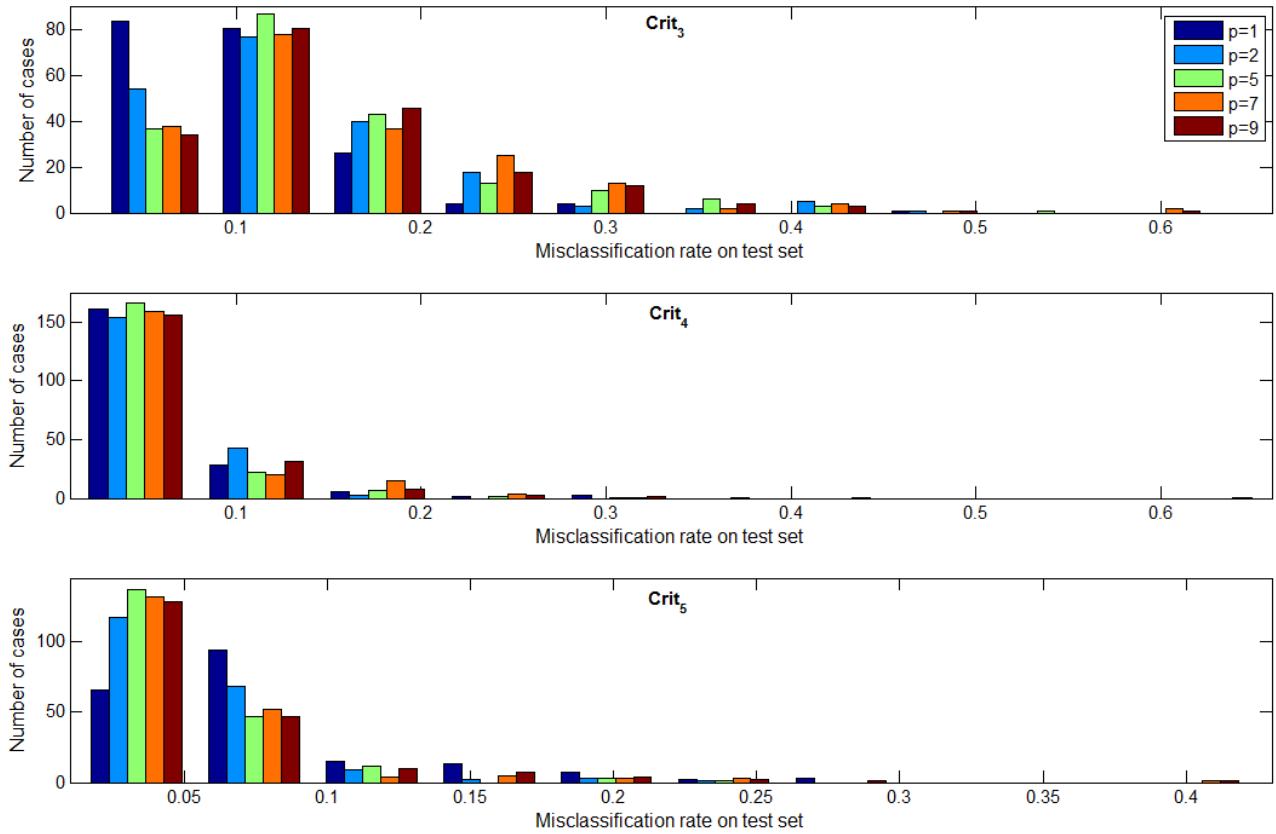 Crit3
p=1
p=2
p=5
p=7
p=9
Number of cases
80
60
40
20
0
0.1 0.2 0.3 0.4 0.5 0.6
Misclassification rate on test set
Crit4
Number of cases
150
100
50
0
0.1 0.2 0.3 0.4 0.5 0.6
Misclassification rate on test set
Crit5
Number of cases
100
50
0
0.05 0.1 0.15 0.2 0.25 0.3 0.35 0.4
Misclassification rate on test set